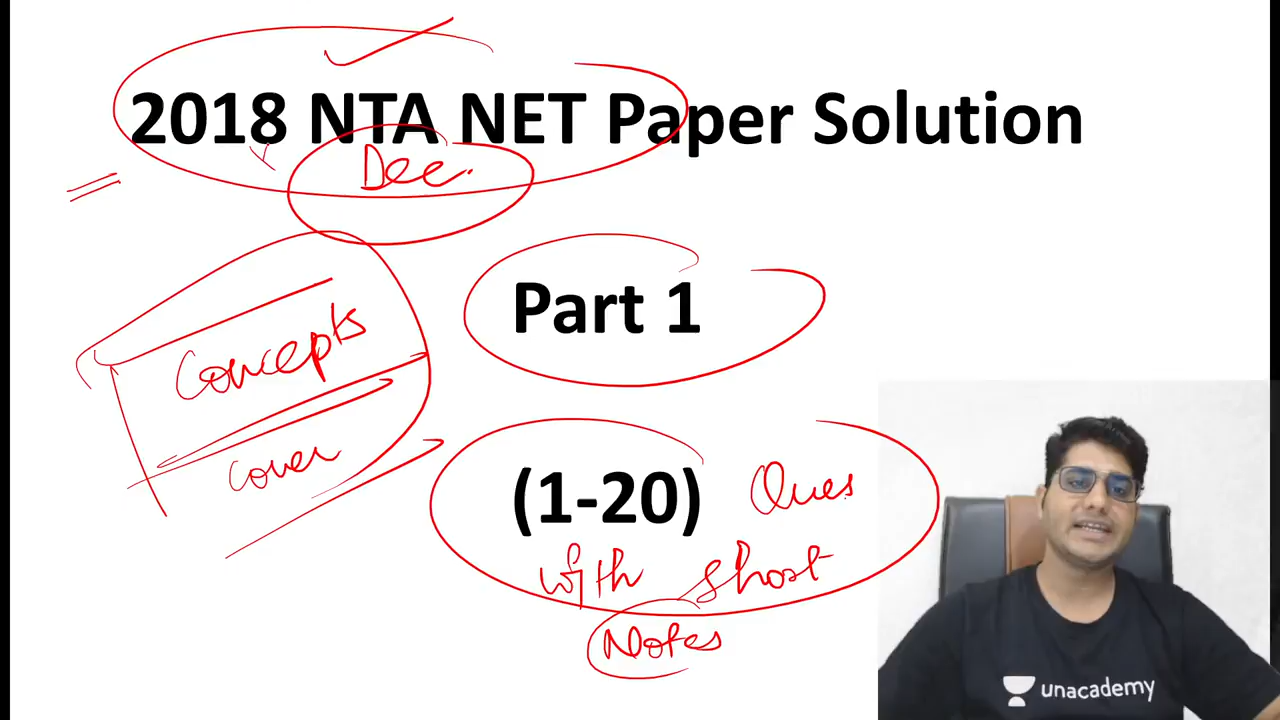 2018 NTA NET Paper Solution
Dec.
Part 1
Concepts
cover
(1-20) Ques
with short
Notes
unacademy